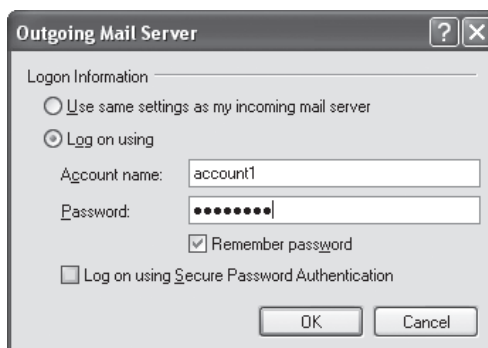 Outgoing Mail Server
Logon Information
Use same settings as my incoming mail server
Log on using
Account name: account1
Password: ●●●●●●●●
Remember password
Log on using Secure Password Authentication
OK Cancel